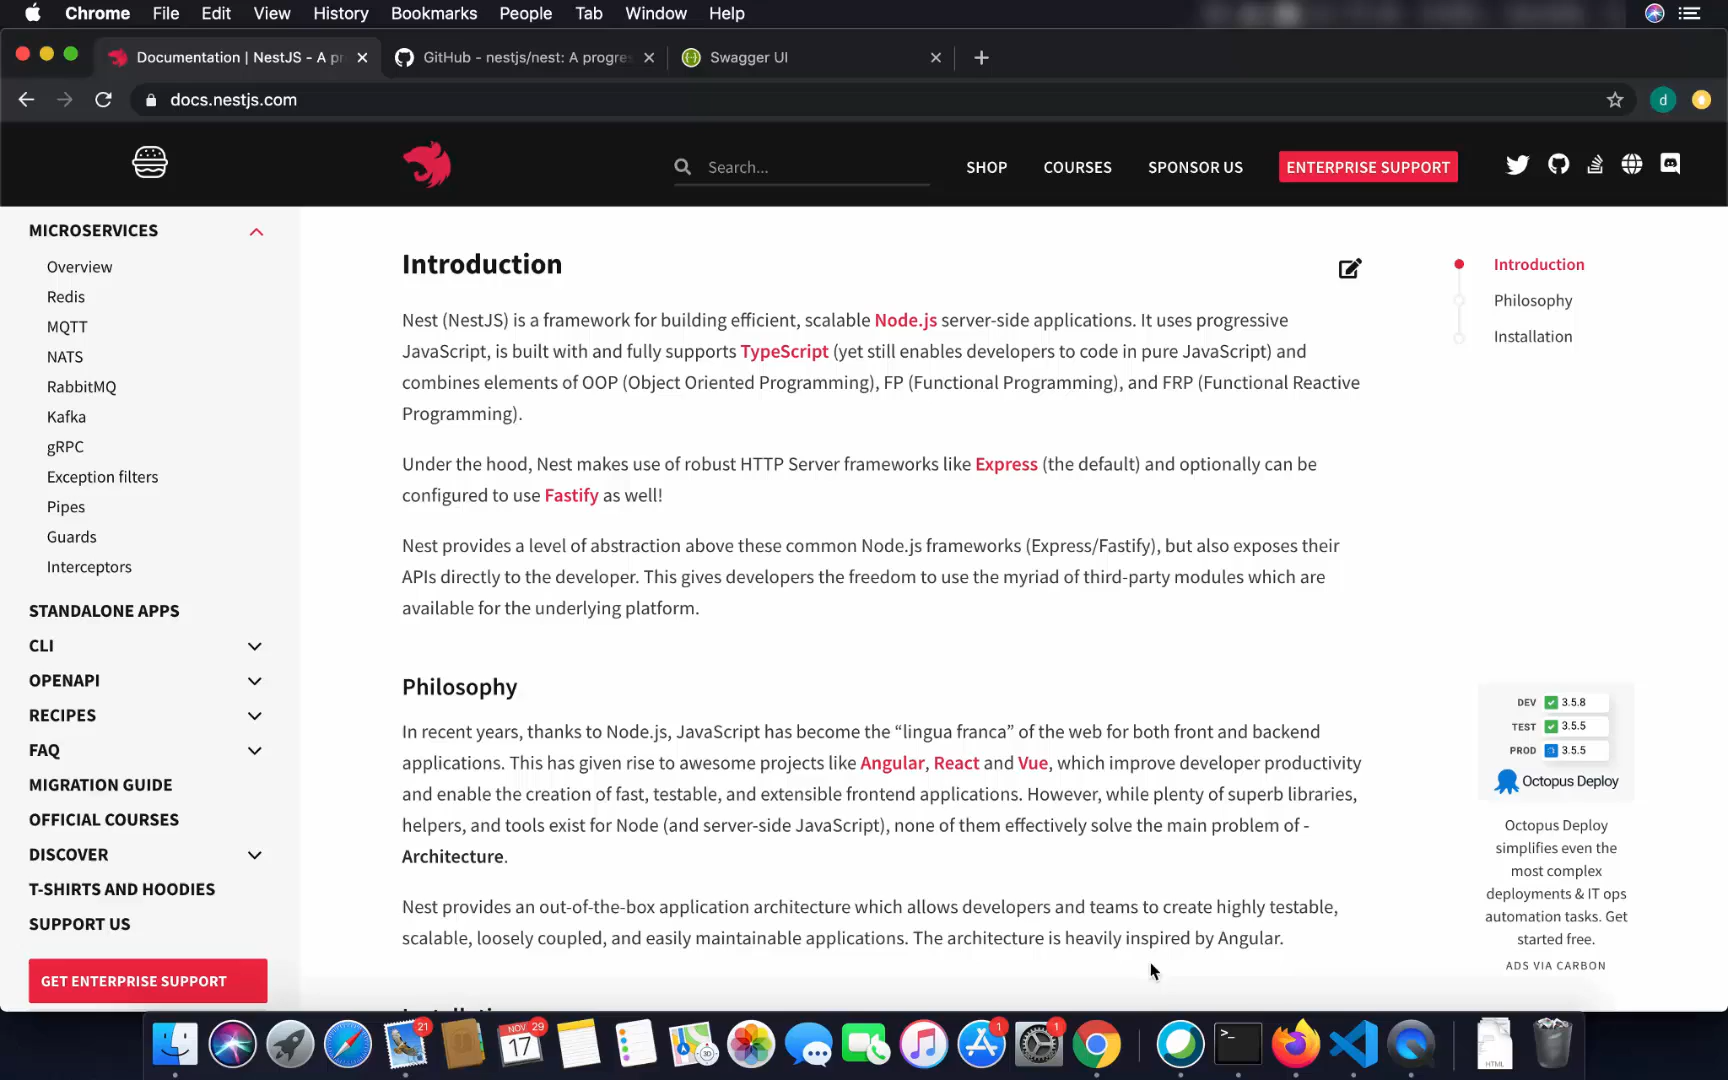 Chrome File Edit View History Bookmarks People Tab Window Help
Documentation | NestJS - A pr
GitHub - nestjs/nest: A progre
Swagger UI
docs.nestjs.com
d
Search...
SHOP
COURSES
SPONSOR US
ENTERPRISE SUPPORT
MICROSERVICES
Overview
Redis
MQTT
NATS
RabbitMQ
Kafka
gRPC
Exception filters
Pipes
Guards
Interceptors
STANDALONE APPS
CLI
OPENAPI
RECIPES
FAQ
MIGRATION GUIDE
OFFICIAL COURSES
DISCOVER
T-SHIRTS AND HOODIES
SUPPORT US
GET ENTERPRISE SUPPORT
Introduction
Nest (NestJS) is a framework for building efficient, scalable Node.js server-side applications. It uses progressive
JavaScript, is built with and fully supports TypeScript (yet still enables developers to code in pure JavaScript) and
combines elements of OOP (Object Oriented Programming), FP (Functional Programming), and FRP (Functional Reactive
Programming).
Under the hood, Nest makes use of robust HTTP Server frameworks like Express (the default) and optionally can be
configured to use Fastify as well!
Nest provides a level of abstraction above these common Node.js frameworks (Express/Fastify), but also exposes their
APIs directly to the developer. This gives developers the freedom to use the myriad of third-party modules which are
available for the underlying platform.
Philosophy
In recent years, thanks to Node.js, JavaScript has become the “lingua franca” of the web for both front and backend
applications. This has given rise to awesome projects like Angular, React and Vue, which improve developer productivity
and enable the creation of fast, testable, and extensible frontend applications. However, while plenty of superb libraries,
helpers, and tools exist for Node (and server-side JavaScript), none of them effectively solve the main problem of -
Architecture.
Nest provides an out-of-the-box application architecture which allows developers and teams to create highly testable,
scalable, loosely coupled, and easily maintainable applications. The architecture is heavily inspired by Angular.
Introduction
Philosophy
Installation
DEV 3.5.8
TEST 3.5.5
PROD 3.5.5
Octopus Deploy
Octopus Deploy
simplifies even the
most complex
deployments & IT ops
automation tasks. Get
started free.
ADS VIA CARBON
21
NOV 29
17
3D
1
1
>_
HTML